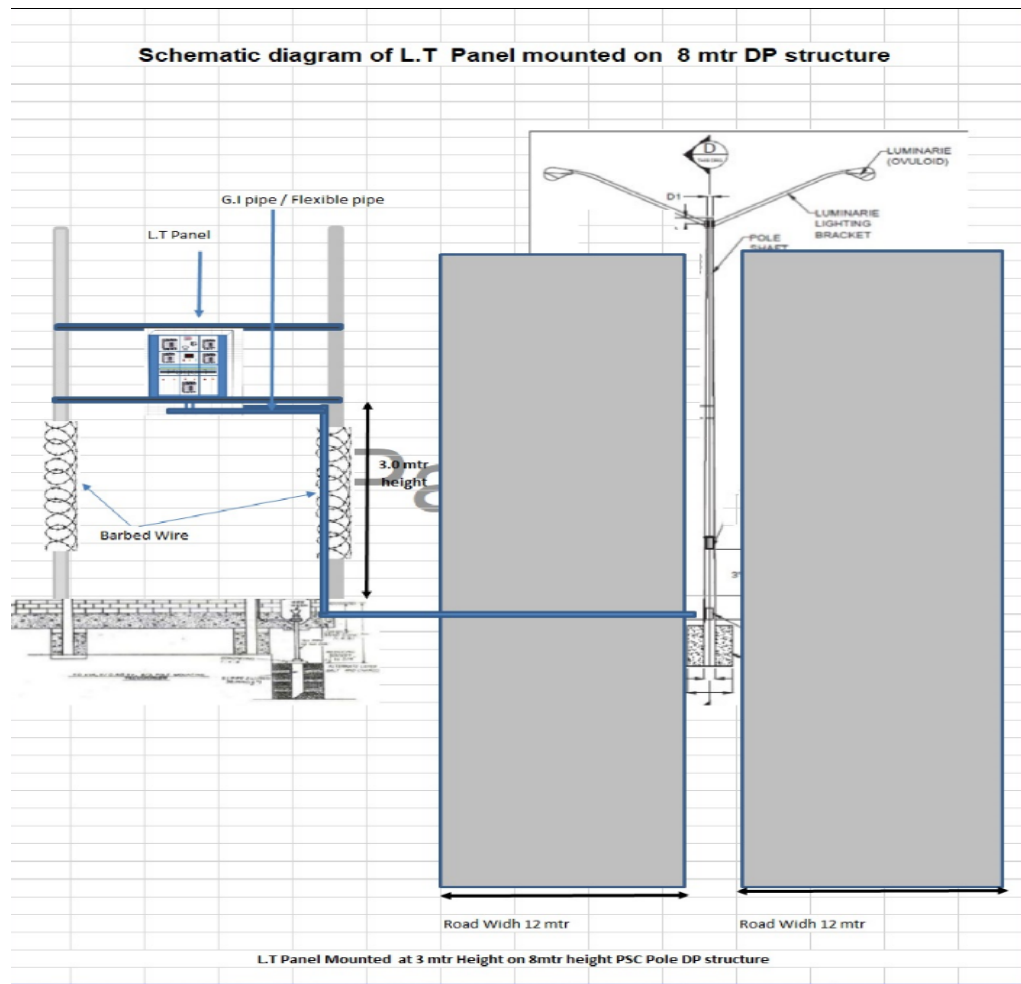 Schematic diagram of L.T Panel mounted on 8 mtr DP structure
D
LUMINARIE
(OVULOID)
D1
G.I pipe / Flexible pipe
LUMINARIE
LIGHTING
BRACKET
L.T Panel
POLE
SHAFT
3.0 mtr
height
Barbed Wire
3'
Road Widh 12 mtr
Road Widh 12 mtr
L.T Panel Mounted at 3 mtr Height on 8mtr height PSC Pole DP structure